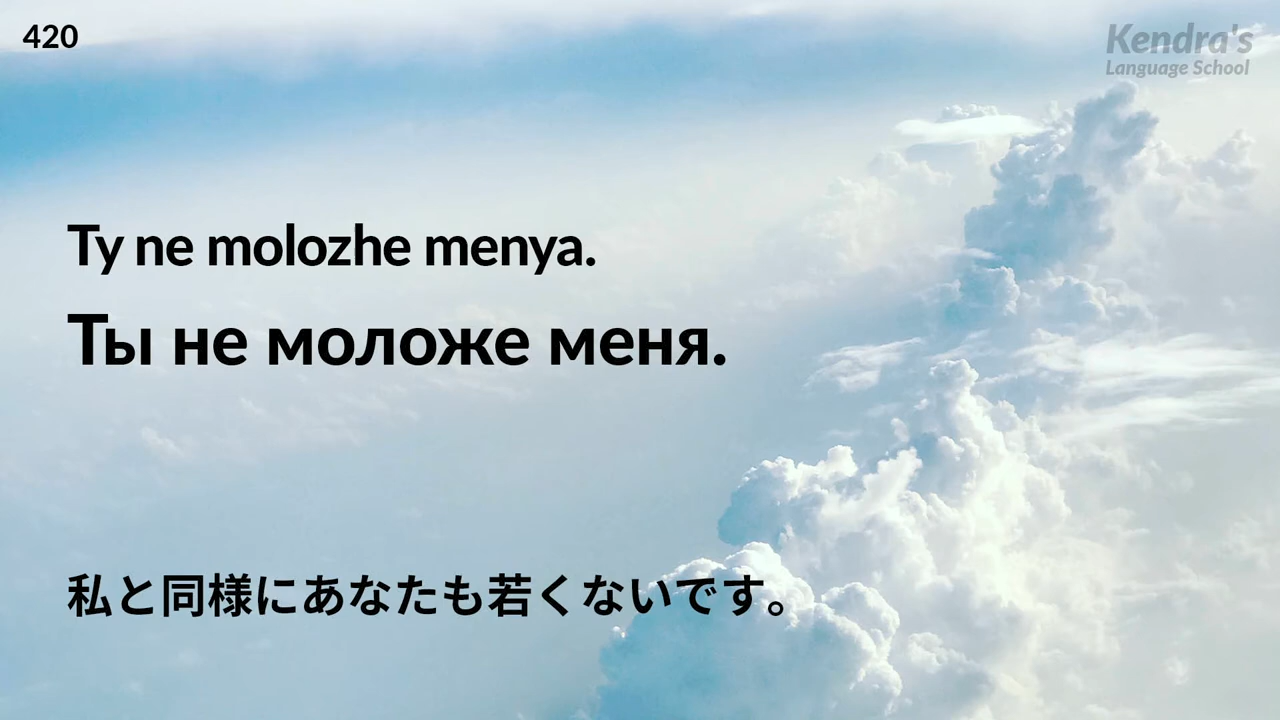 420
Kendra's
Language School
Ty ne molozhe menya.
Ты не моложе меня.
私と同様にあなたも若くないです。